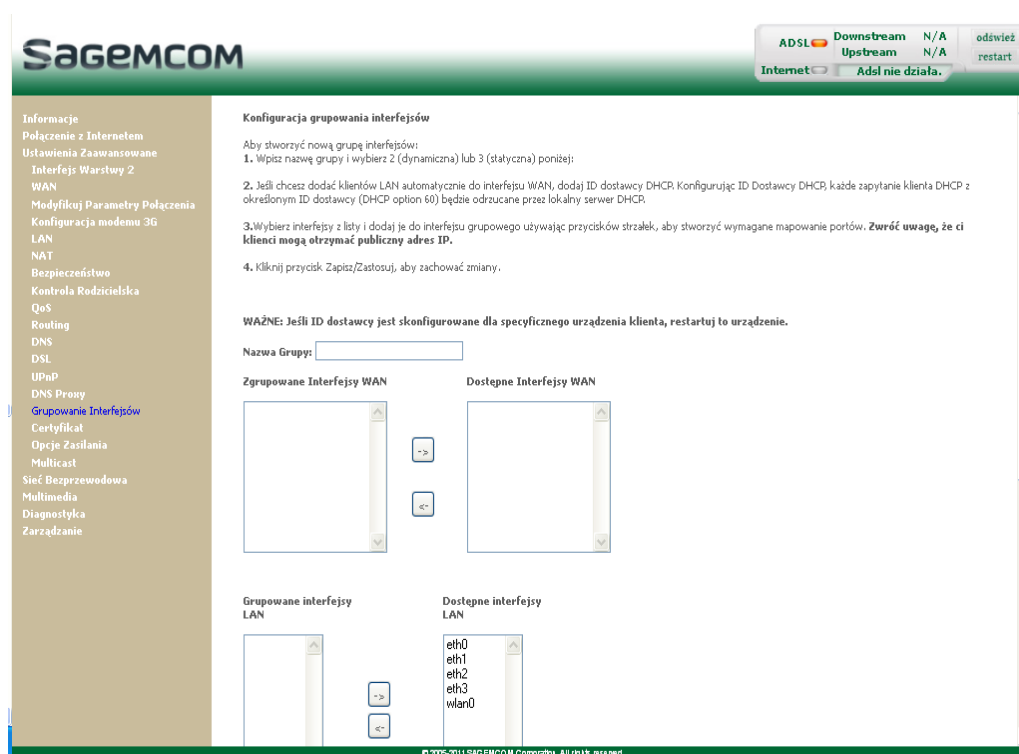 Sagemcom
ADSL Downstream N/A
Upstream N/A
Internet Adsl nie działa.
odśwież
restart
Informacje
Połączenie z Internetem
Ustawienia Zaawansowane
Interfejs Warstwy 2
WAN
Modyfikuj Parametry Połączenia
Konfiguracja modemu 3G
LAN
NAT
Bezpieczeństwo
Kontrola Rodzicielska
QoS
Routing
DNS
DSL
UPnP
DNS Proxy
Grupowanie Interfejsów
Certyfikat
Opcje Zasilania
Multicast
Sieć Bezprzewodowa
Multimedia
Diagnostyka
Zarządzanie
Konfiguracja grupowania interfejsów
Aby stworzyć nową grupę interfejsów:
1. Wpisz nazwę grupy i wybierz 2 (dynamiczna) lub 3 (statyczna) poniżej:
2. Jeśli chcesz dodać klientów LAN automatycznie do interfejsu WAN, dodaj ID dostawcy DHCP. Konfigurując ID Dostawcy DHCP, każde zapytanie klienta DHCP z
określonym ID dostawcy (DHCP option 60) będzie odrzucane przez lokalny serwer DHCP.
3.Wybierz interfejsy z listy i dodaj je do interfejsu grupowego używając przycisków strzałek, aby stworzyć wymagane mapowanie portów. Zwróć uwagę, że ci
klienci mogą otrzymać publiczny adres IP.
4. Kliknij przycisk Zapisz/Zastosuj, aby zachować zmiany.
WAŻNE: Jeśli ID dostawcy jest skonfigurowane dla specyficznego urządzenia klienta, restartuj to urządzenie.
Nazwa Grupy:
Zgrupowane Interfejsy WAN
Dostępne Interfejsy WAN
->
<-
Grupowane interfejsy
LAN
Dostępne interfejsy
LAN
eth0
eth1
eth2
eth3
wlan0
->
<-
© 2005-2011 SAGEMCOM Corporation. All rights reserved.